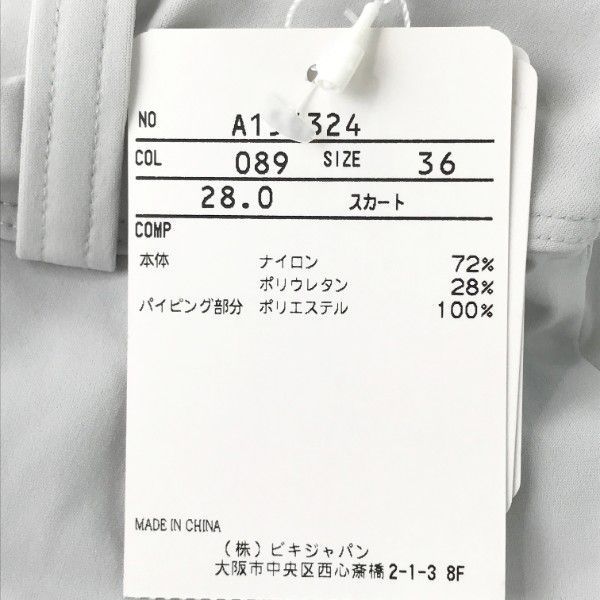 NO
COL 089 SIZE 36
28.0 スカート
COMP
本体 ナイロン 72%
ポリウレタン 28%
パイピング部分 ポリエステル 100%
MADE IN CHINA
(株)ビキジャパン
大阪市中央区西心斎橋2-1-3 8F